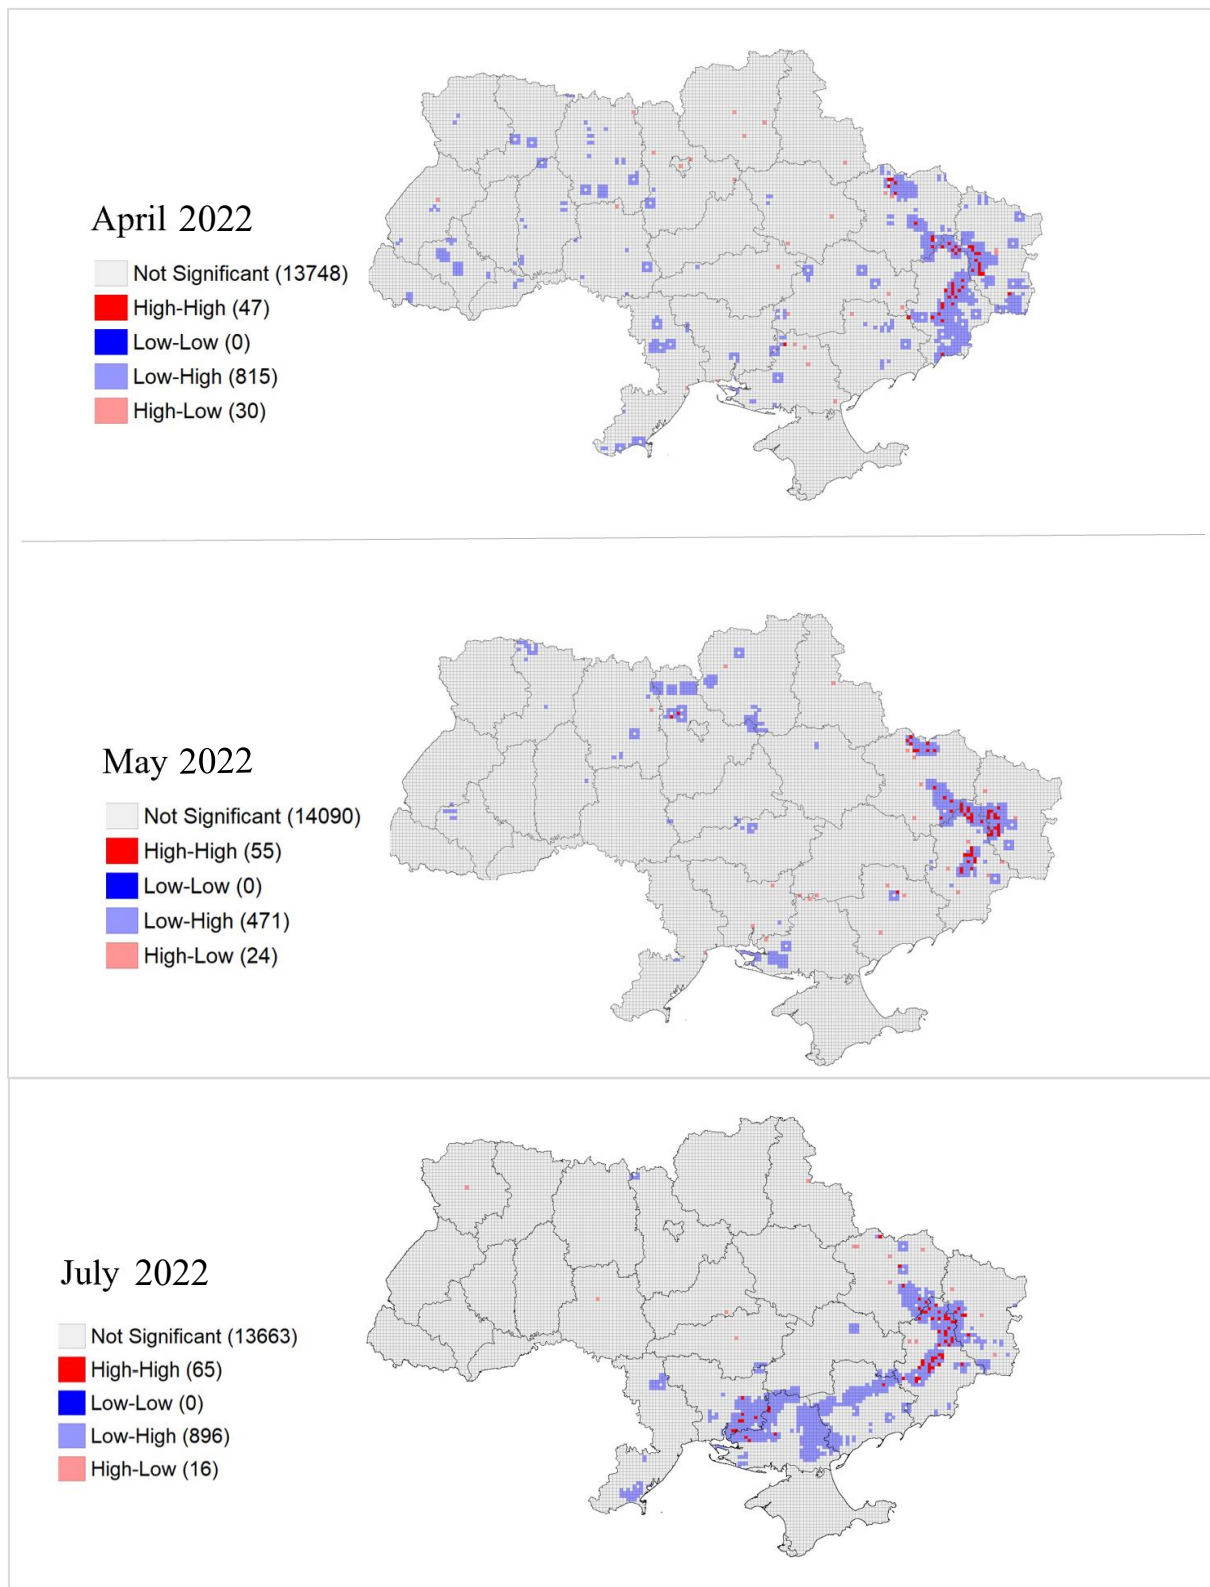 April 2022
Not Significant (13748)
High-High (47)
Low-Low (0)
Low-High (815)
High-Low (30)
May 2022
Not Significant (14090)
High-High (55)
Low-Low (0)
Low-High (471)
High-Low (24)
July 2022
Not Significant (13663)
High-High (65)
Low-Low (0)
Low-High (896)
High-Low (16)